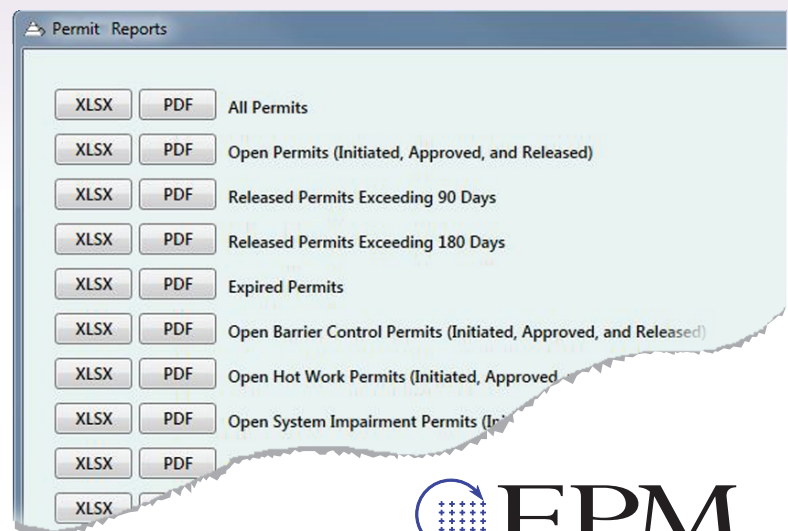 Permit Reports
XLSX PDF All Permits
XLSX PDF Open Permits (Initiated, Approved, and Released)
XLSX PDF Released Permits Exceeding 90 Days
XLSX PDF Released Permits Exceeding 180 Days
XLSX PDF Expired Permits
XLSX PDF Open Barrier Control Permits (Initiated, Approved, and Released)
XLSX PDF Open Hot Work Permits (Initiated, Approved,
XLSX PDF Open System Impairment Permits
XLSX PDF
XLSX
EPM